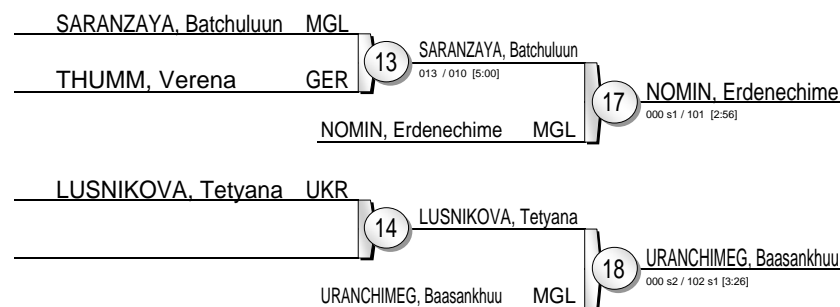 SARANZAYA, Batchuluun MGL
13
SARANZAYA, Batchuluun
013 / 010 [5:00]
THUMM, Verena GER
17
NOMIN, Erdenechime
000 s1 / 101 [2:56]
NOMIN, Erdenechime MGL
LUSNIKOVA, Tetyana UKR
14
LUSNIKOVA, Tetyana
18
URANCHIMEG, Baasankhuu
000 s2 / 102 s1 [3:26]
URANCHIMEG, Baasankhuu MGL